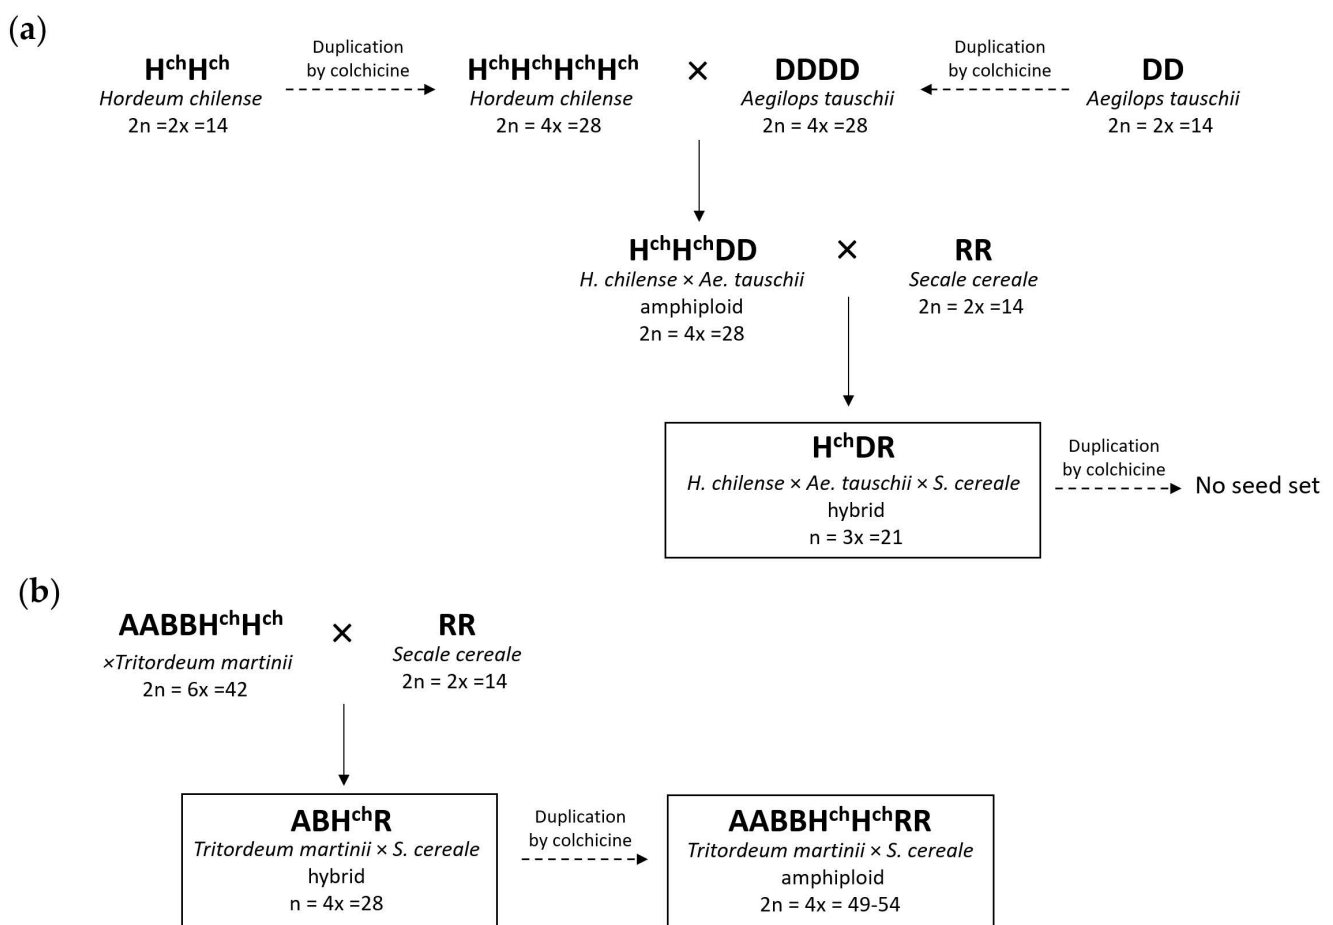 (a)
Duplication
by colchicine
Duplication
by colchicine
HᶜʰHᶜʰ
HᶜʰHᶜʰHᶜʰHᶜʰ
×
DDDD
DD
Hordeum chilense
Hordeum chilense
Aegilops tauschii
Aegilops tauschii
2n =2x =14
2n = 4x =28
2n = 4x =28
2n = 2x =14
HᶜʰHᶜʰDD
×
RR
H. chilense × Ae. tauschii
Secale cereale
amphiploid
2n = 2x =14
2n = 4x =28
HᶜʰDR
H. chilense × Ae. tauschii × S. cereale
hybrid
n = 3x =21
Duplication
by colchicine
No seed set
(b)
AABBHᶜʰHᶜʰ
×
RR
×Tritordeum martinii
Secale cereale
2n = 6x =42
2n = 2x =14
ABHᶜʰR
Tritordeum martinii × S. cereale
hybrid
n = 4x =28
Duplication
by colchicine
AABBHᶜʰHᶜʰRR
Tritordeum martinii × S. cereale
amphiploid
2n = 4x = 49-54